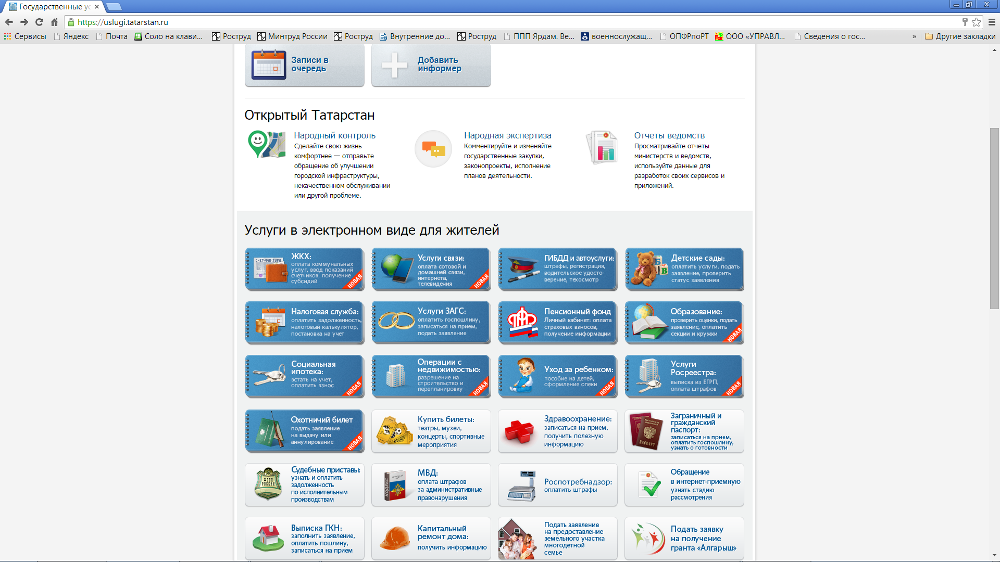 Государственные ус
https://uslugi.tatarstan.ru
Сервисы
Яндекс
Почта
Соло на клави...
Роструд
Минтруд России
Роструд
Внутренние до...
Роструд
ППП Ярдам. Ве...
военнослужащ...
ОПФРпоРТ
ООО «УПРАВЛ...
Сведения о гос...
»
Другие закладки
Записи в
очередь
Добавить
информер
Открытый Татарстан
Народный контроль
Сделайте свою жизнь
комфортнее — отправьте
обращение об улучшении
городской инфраструктуры,
некачественном обслуживании
или другой проблеме.
Народная экспертиза
Комментируйте и изменяйте
государственные закупки,
законопроекты, исполнение
планов деятельности.
Отчеты ведомств
Просматривайте отчеты
министерств и ведомств,
используйте данные для
разработок своих сервисов и
приложений.
Услуги в электронном виде для жителей
СЧЕТ-ФАКТУРА
ЖКХ:
оплата коммунальных
услуг, ввод показаний
счетчиков, получение
субсидий
НОВАЯ
Услуги связи:
оплата сотовой и
домашней связи,
интернета,
телевидения
НОВАЯ
ГИБДД и автоуслуги:
штрафы, регистрация,
водительское удосто-
верение, техосмотр
Детские сады:
оплатить услуги, подать
заявление, проверить
статус заявления
Налоговая служба:
оплатить задолженность,
налоговый калькулятор,
постановка на учет
Услуги ЗАГС:
оплатить госпошлину,
записаться на прием,
подать заявление
Пенсионный фонд
Личный кабинет: оплата
страховых взносов,
получение информации
Образование:
проверить оценки, подать
заявление, оплатить
секции и кружки
НОВАЯ
Социальная
ипотека:
встать на учет,
оплатить взнос
НОВАЯ
Операции с
недвижимостью:
разрешение на
строительство и
перепланировку
НОВАЯ
Уход за ребенком:
пособие на детей,
оформление опеки
НОВАЯ
Услуги
Росреестра:
выписка из ЕГРП,
оплата штрафов
НОВАЯ
Охотничий билет
подать заявление
на выдачу или
аннулирование
НОВАЯ
Купить билеты:
театры, музеи,
концерты, спортивные
мероприятия
Здравоохранение:
записаться на прием,
получить полезную
информацию
ПАСПОРТ
Заграничный и
гражданский
паспорт:
записаться на прием,
оплатить госпошлину,
узнать о готовности
ФССП
РОССИИ
Судебные приставы:
узнать и оплатить
задолженность
по исполнительным
производствам
КОДЕКС
МВД:
оплата штрафов
за административные
правонарушения
Роспотребнадзор:
оплатить штрафы
Обращение
в интернет-приемную
узнать стадию
рассмотрения
Выписка ГКН:
заполнить заявление,
оплатить пошлину,
записаться на прием
Капитальный
ремонт дома:
получить информацию
Подать заявление
на предоставление
земельного участка
многодетной
семье
Подать заявку
на получение
гранта «Алгарыш»